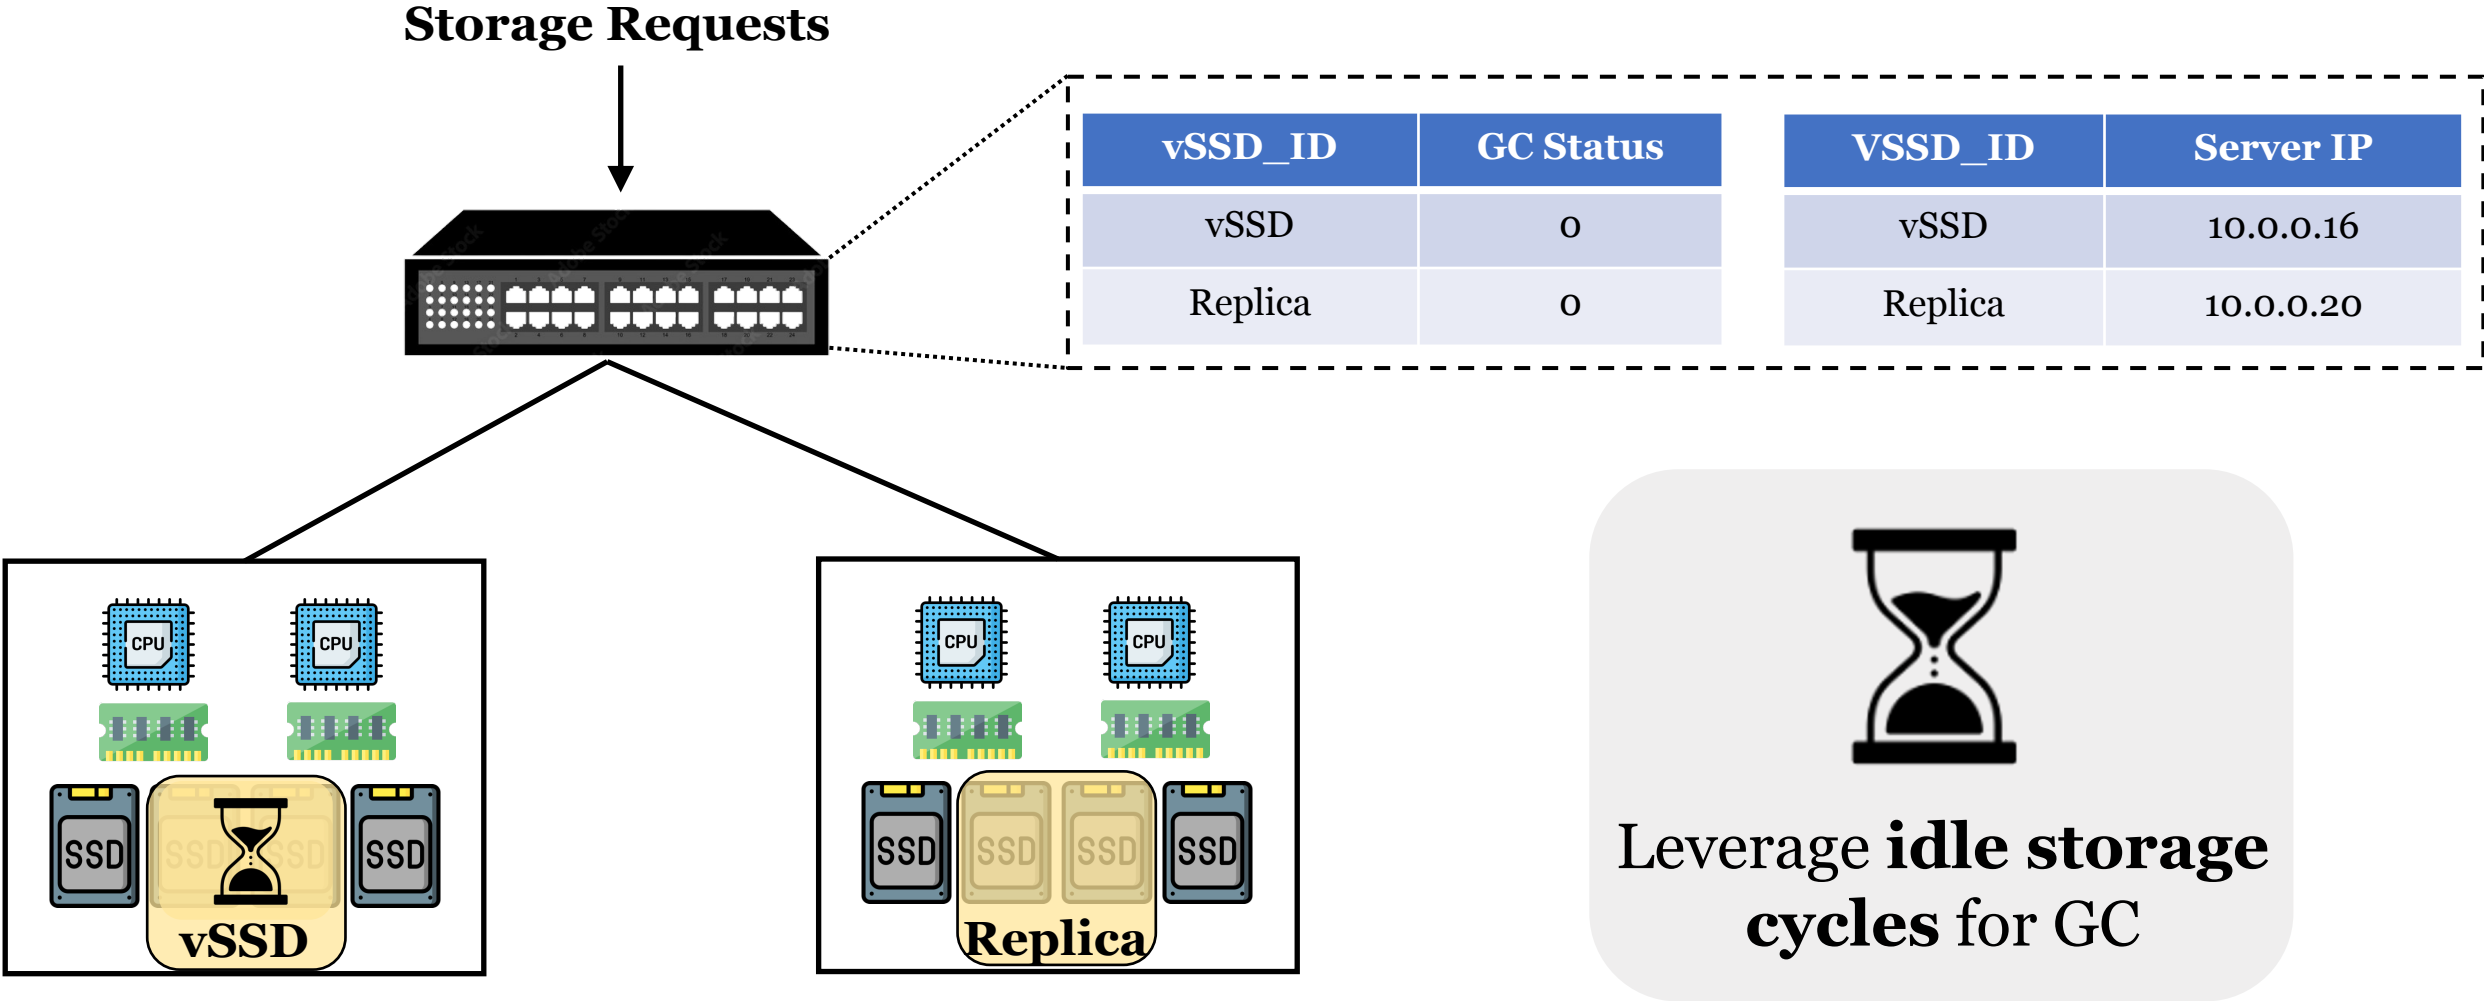 Storage Requests
vSSD_ID GC Status
vSSD 0
Replica 0
VSSD_ID Server IP
vSSD 10.0.0.16
Replica 10.0.0.20
CPU CPU
SSD SSD SSD SSD
vSSD
CPU CPU
SSD SSD SSD SSD
Replica
Leverage idle storage
cycles for GC